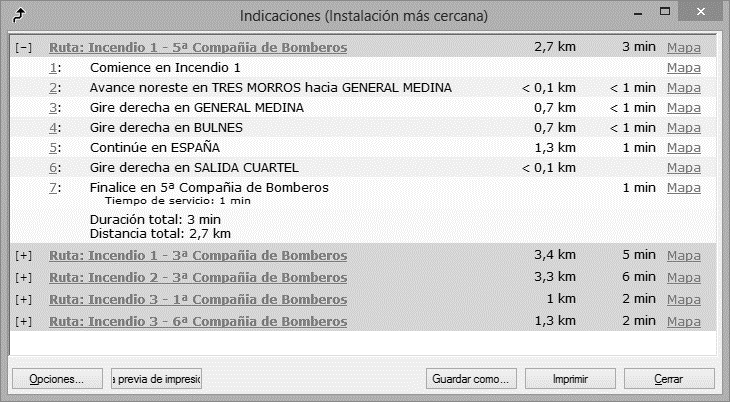 Indicaciones (Instalación más cercana)
[−] Ruta: Incendio 1 - 5ª Compañia de Bomberos 2,7 km 3 min Mapa
1: Comience en Incendio 1 Mapa
2: Avance noreste en TRES MORROS hacia GENERAL MEDINA < 0,1 km < 1 min Mapa
3: Gire derecha en GENERAL MEDINA 0,7 km < 1 min Mapa
4: Gire derecha en BULNES 0,7 km < 1 min Mapa
5: Continúe en ESPAÑA 1,3 km 1 min Mapa
6: Gire derecha en SALIDA CUARTEL < 0,1 km Mapa
7: Finalice en 5ª Compañia de Bomberos 1 min Mapa
Tiempo de servicio: 1 min
Duración total: 3 min
Distancia total: 2,7 km
[+] Ruta: Incendio 1 - 3ª Compañia de Bomberos 3,4 km 5 min Mapa
[+] Ruta: Incendio 2 - 3ª Compañia de Bomberos 3,3 km 6 min Mapa
[+] Ruta: Incendio 3 - 1ª Compañia de Bomberos 1 km 2 min Mapa
[+] Ruta: Incendio 3 - 6ª Compañia de Bomberos 1,3 km 2 min Mapa
Opciones... a previa de impresió Guardar como... Imprimir Cerrar